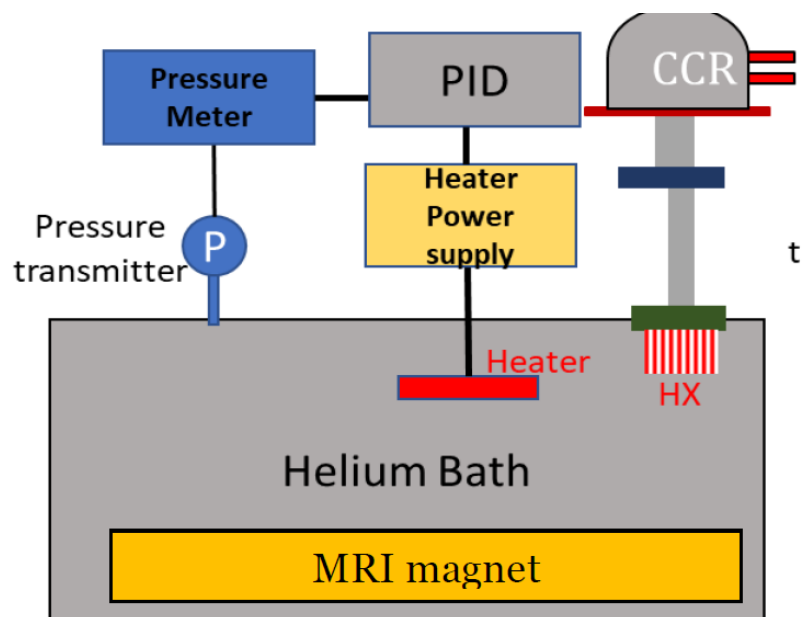 Pressure
Meter
PID
CCR
Heater
Power
supply
Pressure
transmitter
P
t
Heater
HX
Helium Bath
MRI magnet